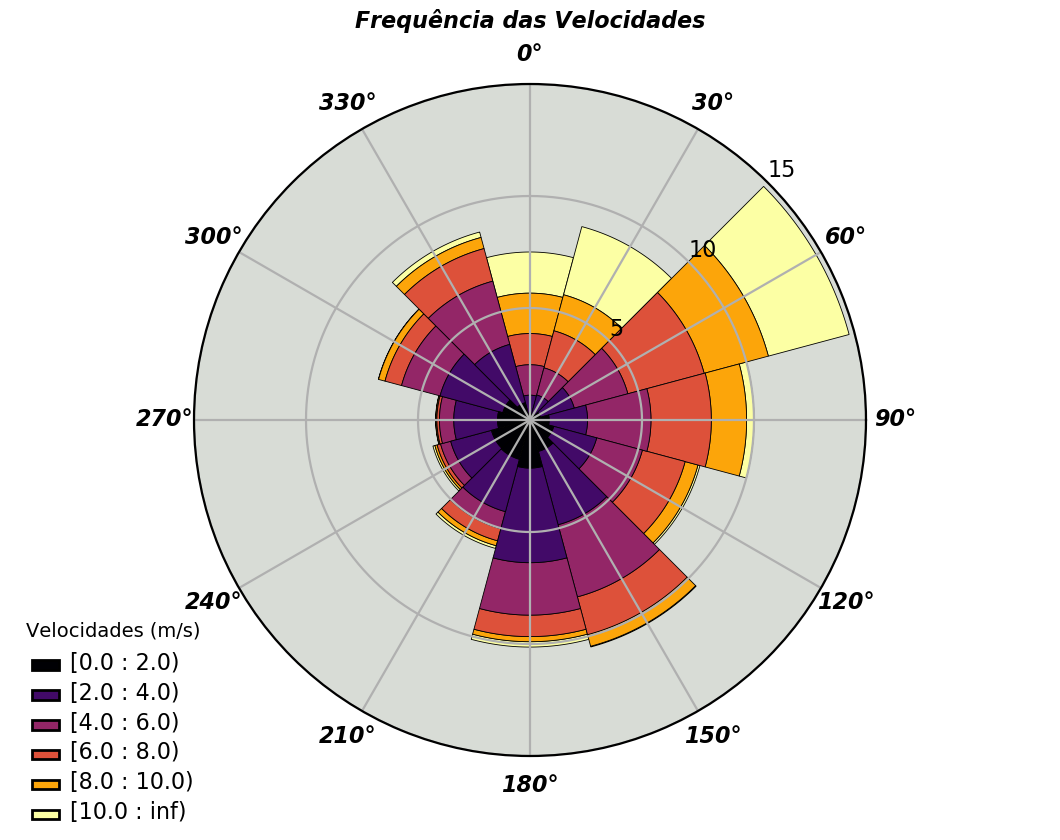 Frequência das Velocidades
0°
330°
30°
15
300°
60°
10
5
270°
90°
240°
120°
210°
150°
180°
Velocidades (m/s)
[0.0 : 2.0)
[2.0 : 4.0)
[4.0 : 6.0)
[6.0 : 8.0)
[8.0 : 10.0)
[10.0 : inf)